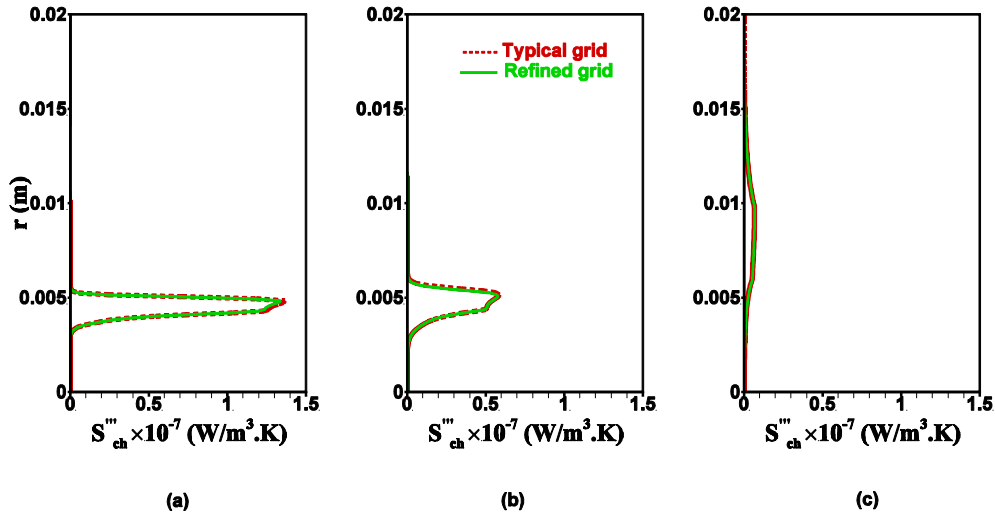 0.02 0.02 0.02
Typical grid
Refined grid
0.015 0.015 0.015
r (m)
0.01 0.01 0.01
0.005 0.005 0.005
0 0 0
0 0.5 1 1.5 0 0.5 1 1.5 0 0.5 1 1.5
S'''ch×10-7 (W/m3.K) S'''ch×10-7 (W/m3.K) S'''ch×10-7 (W/m3.K)
(a) (b) (c)